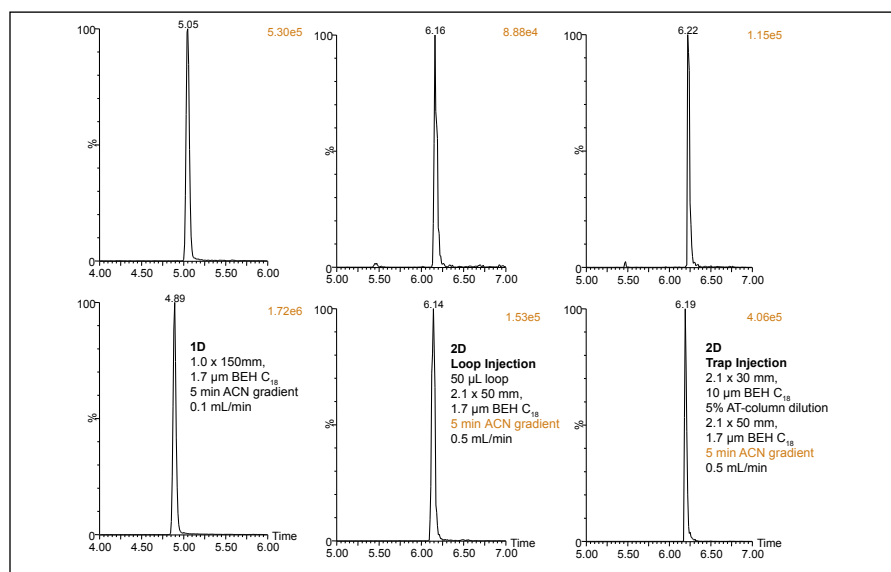 5.05
5.30e5
100
%
0
4.00 4.50 5.00 5.50 6.00
6.16
8.88e4
100
%
0
5.00 5.50 6.00 6.50 7.00
6.22
1.15e5
100
%
0
5.00 5.50 6.00 6.50 7.00
4.89
1.72e6
100
%
0
1D
1.0 x 150mm,
1.7 µm BEH C18
5 min ACN gradient
0.1 mL/min
Time
4.00 4.50 5.00 5.50 6.00
6.14
1.53e5
100
%
0
2D
Loop Injection
50 µL loop
2.1 x 50 mm,
1.7 µm BEH C18
5 min ACN gradient
0.5 mL/min
Time
5.00 5.50 6.00 6.50 7.00
6.19
4.06e5
100
%
0
2D
Trap Injection
2.1 x 30 mm,
10 µm BEH C18
5% AT-column dilution
2.1 x 50 mm,
1.7 µm BEH C18
5 min ACN gradient
0.5 mL/min
Time
5.00 5.50 6.00 6.50 7.00